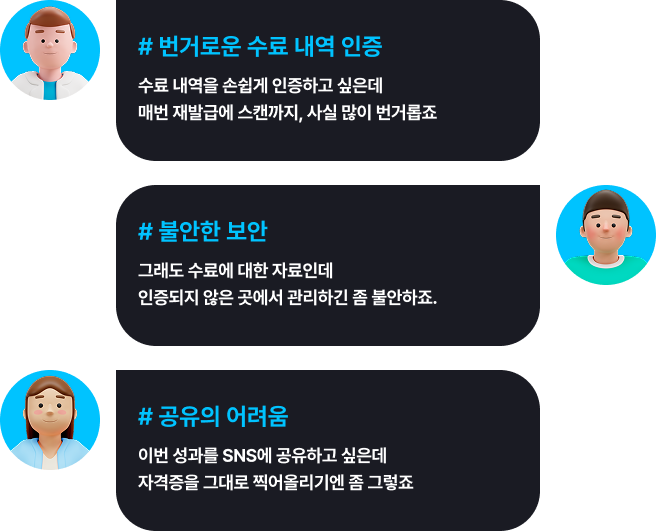 # 번거로운 수료 내역 인증
수료 내역을 손쉽게 인증하고 싶은데
매번 재발급에 스캔까지, 사실 많이 번거롭죠
# 불안한 보안
그래도 수료에 대한 자료인데
인증되지 않은 곳에서 관리하긴 좀 불안하죠.
# 공유의 어려움
이번 성과를 SNS에 공유하고 싶은데
자격증을 그대로 찍어올리기엔 좀 그렇죠